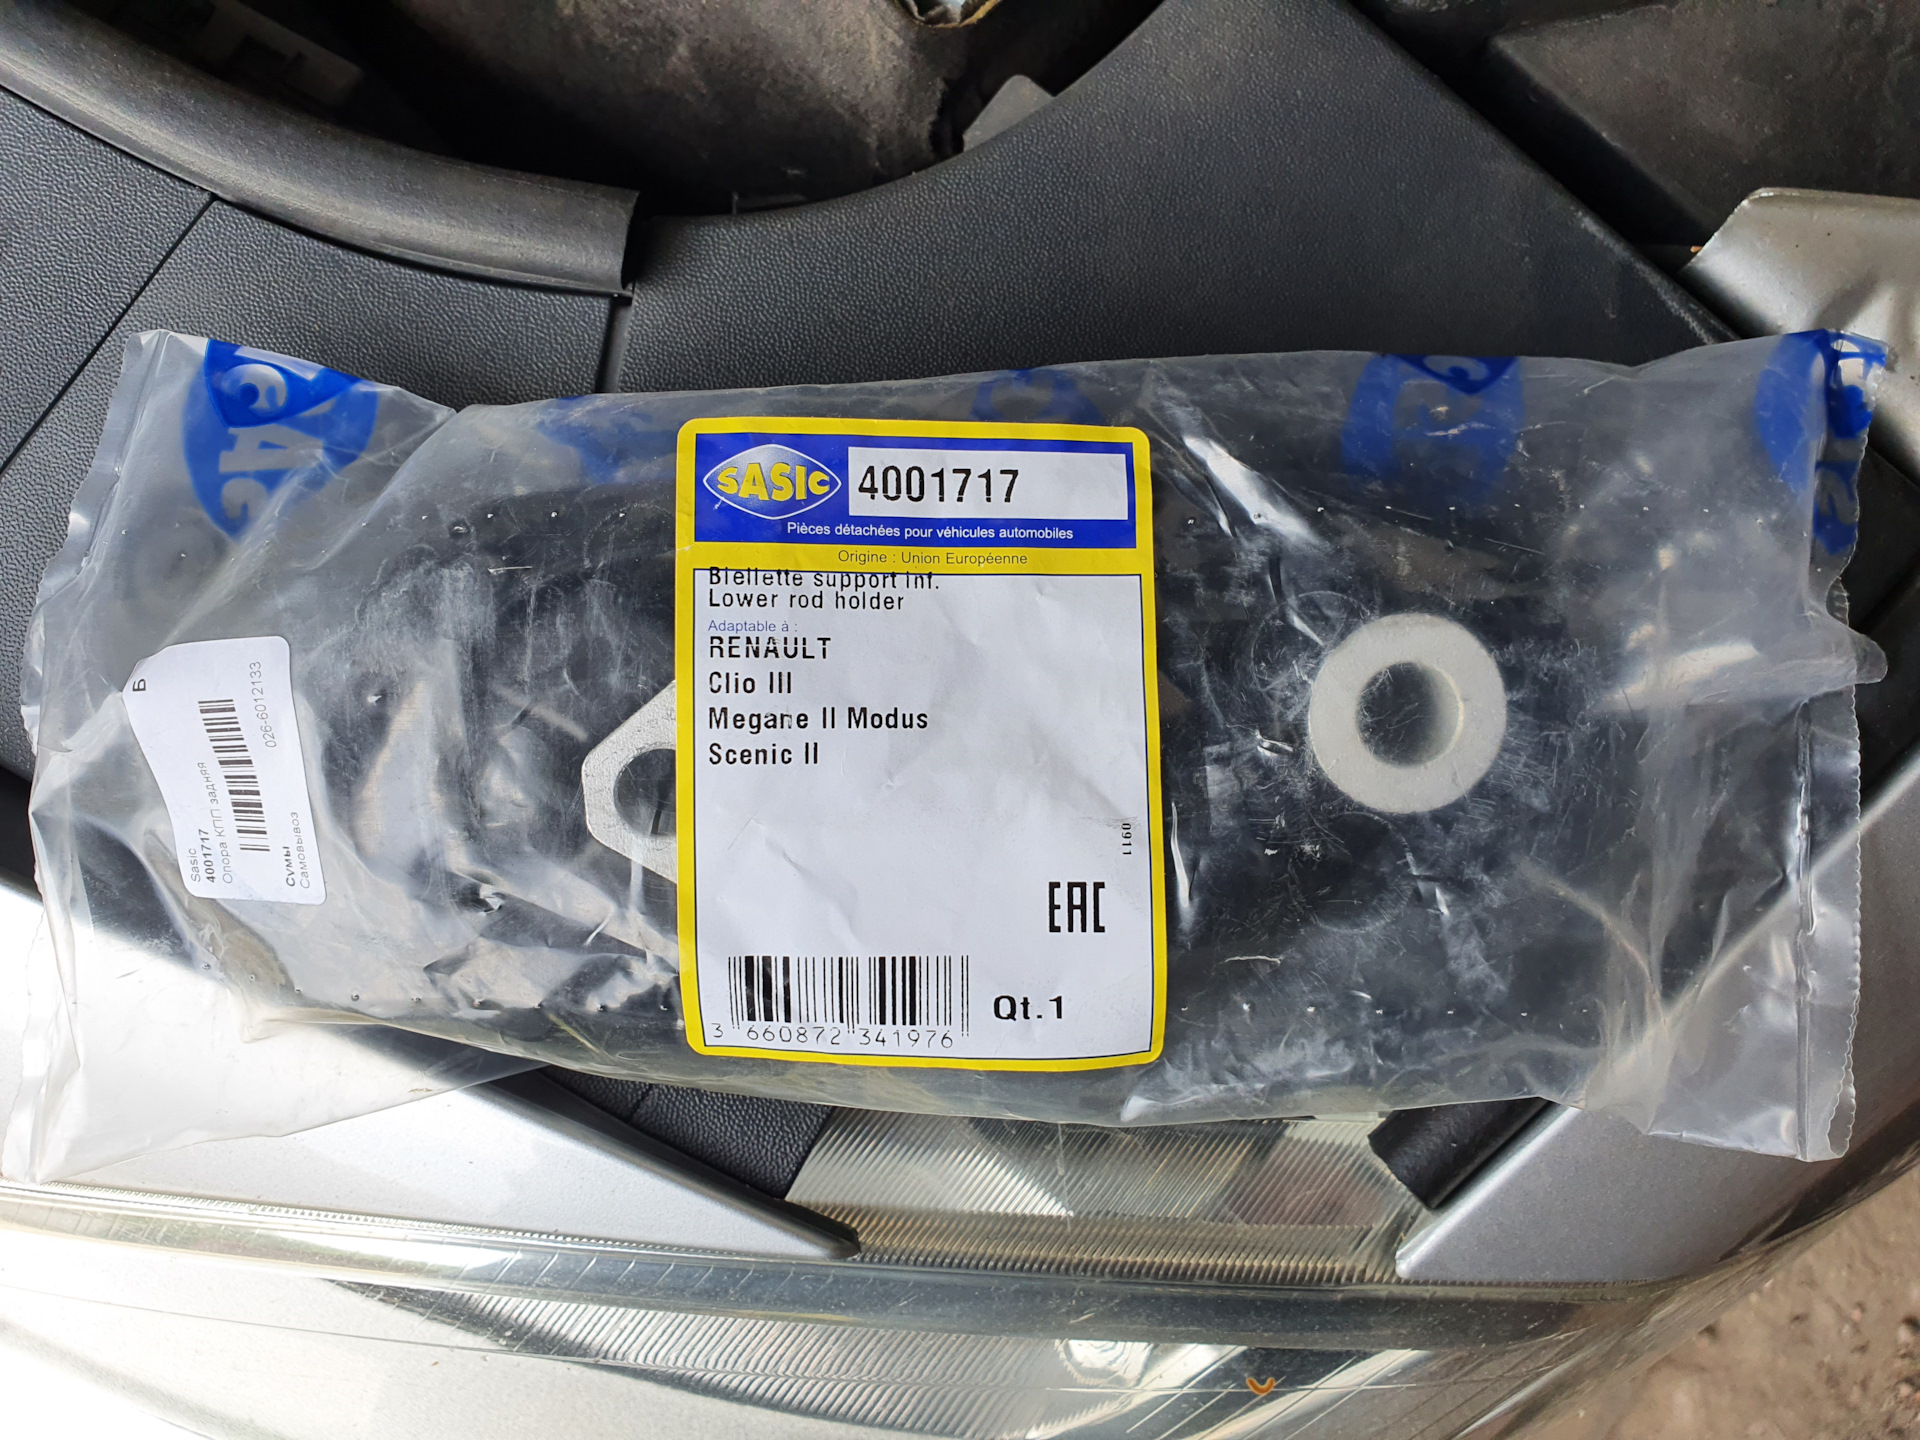 SASIC
4001717
Pièces détachées pour véhicules automobiles
Origine : Union Européenne
Biellette support inf.
Lower rod holder
Adaptable à :
RENAULT
Clio III
Megane II Modus
Scenic II
0911
EAC
Qt.1
3 660872 341976
Б
Sasic
4001717
Опора КПП задняя
026-6012133
Сумы
Самовывоз